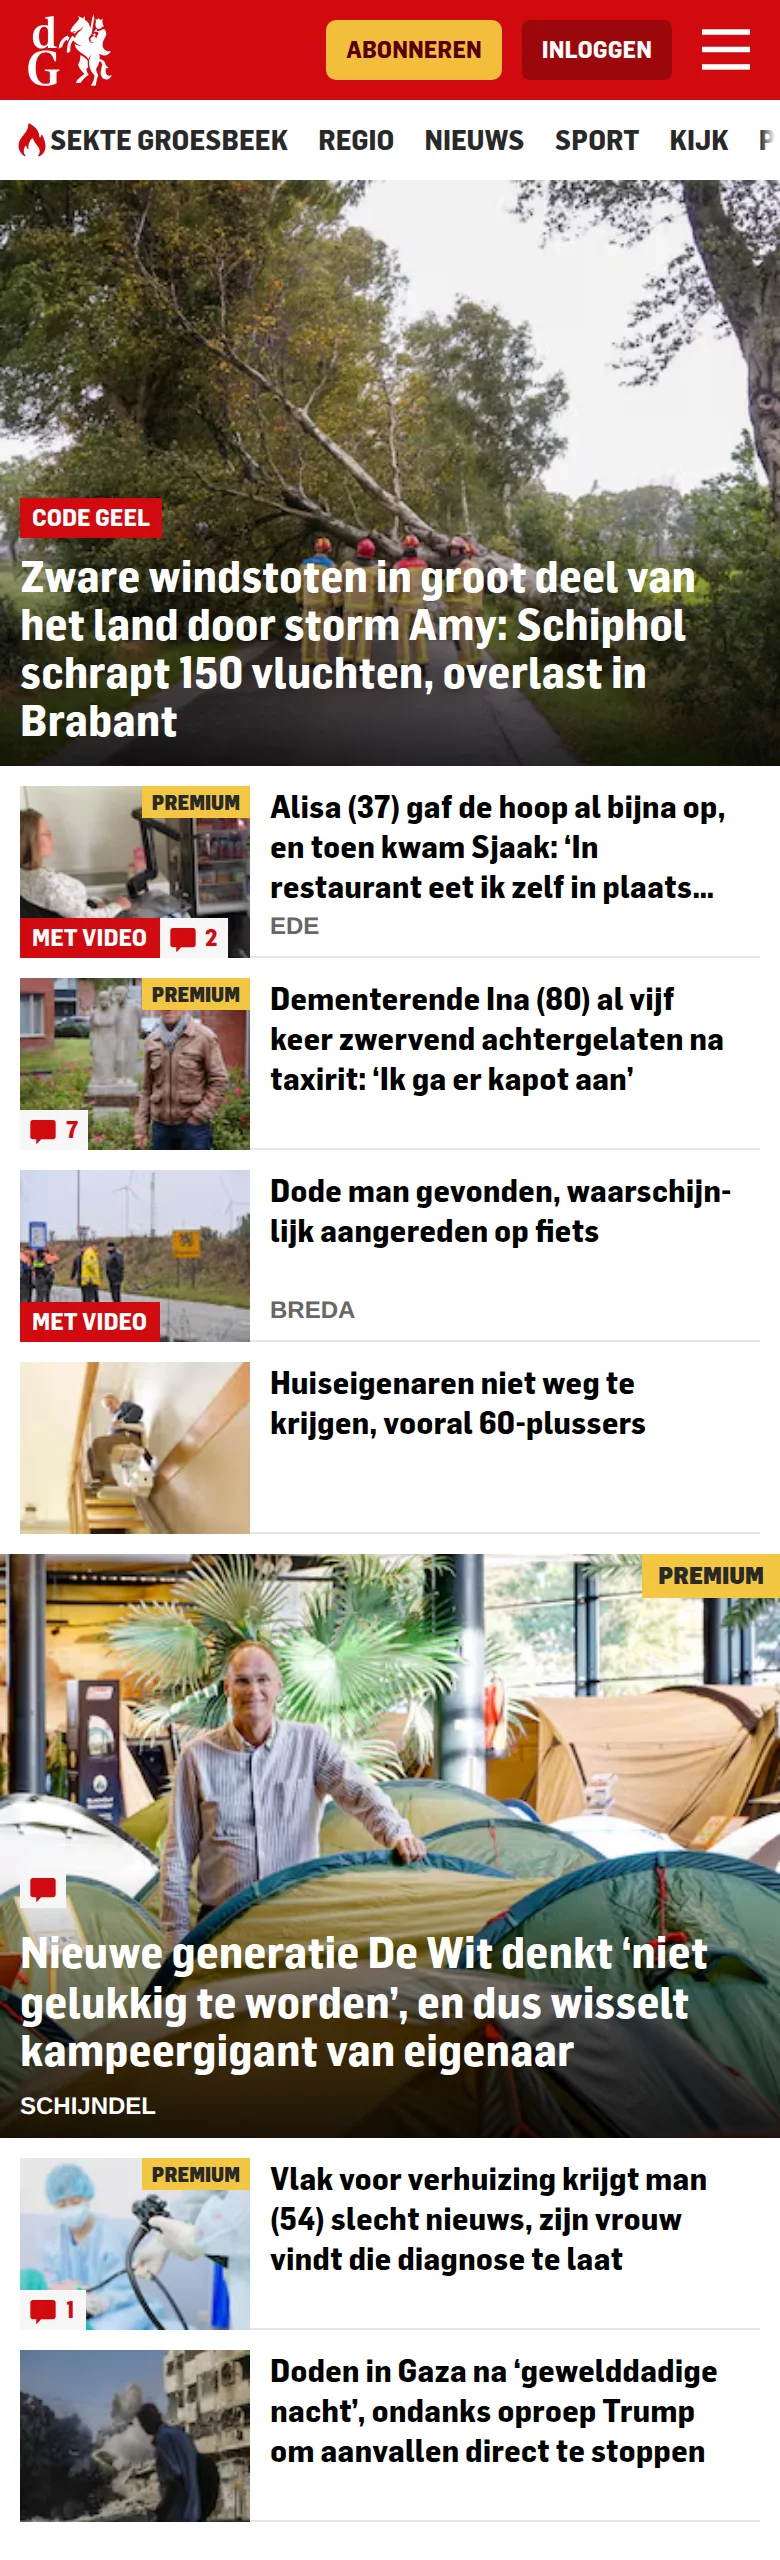 dG
ABONNEREN
INLOGGEN
SEKTE GROESBEEK
REGIO
NIEUWS
SPORT
KIJK
CODE GEEL
Zware windstoten in groot deel van
het land door storm Amy: Schiphol
schrapt 150 vluchten, overlast in
Brabant
PREMIUM
MET VIDEO
2
Alisa (37) gaf de hoop al bijna op,
en toen kwam Sjaak: ‘In
restaurant eet ik zelf in plaats...
EDE
PREMIUM
7
Dementerende Ina (80) al vijf
keer zwervend achtergelaten na
taxirit: ‘Ik ga er kapot aan’
MET VIDEO
Dode man gevonden, waarschijn-
lijk aangereden op fiets
BREDA
Huiseigenaren niet weg te
krijgen, vooral 60-plussers
PREMIUM
Nieuwe generatie De Wit denkt ‘niet
gelukkig te worden’, en dus wisselt
kampeergigant van eigenaar
SCHIJNDEL
PREMIUM
1
Vlak voor verhuizing krijgt man
(54) slecht nieuws, zijn vrouw
vindt die diagnose te laat
Doden in Gaza na ‘gewelddadige
nacht’, ondanks oproep Trump
om aanvallen direct te stoppen